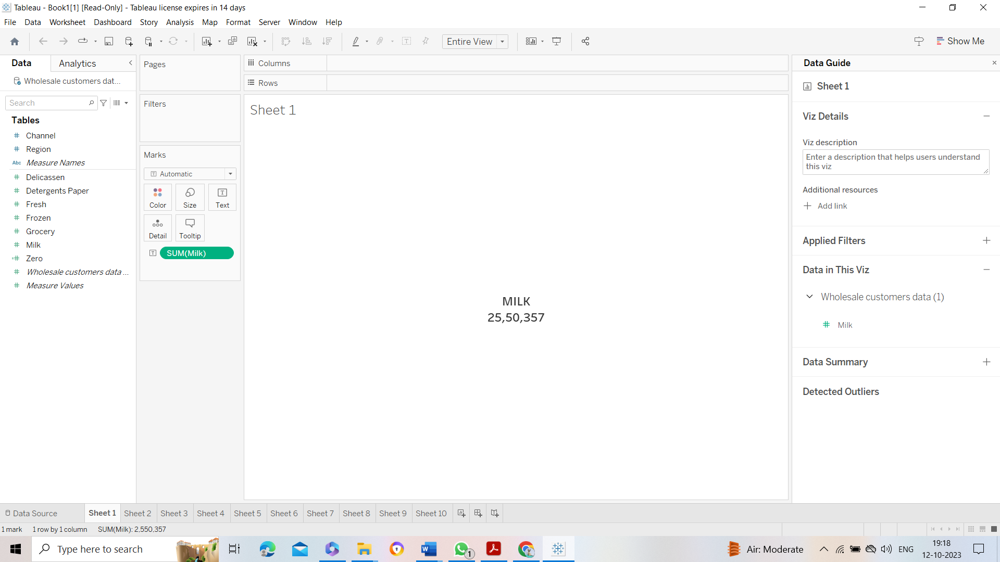 Tableau - Book1[1] [Read-Only] - Tableau license expires in 14 days
File Data Worksheet Dashboard Story Analysis Map Format Server Window Help
Entire View
Show Me
Data Analytics
Wholesale customers dat...
Search
Tables
Channel
Region
Abc Measure Names
Delicassen
Detergents Paper
Fresh
Frozen
Grocery
Milk
Zero
Wholesale customers data ...
Measure Values
Pages
Filters
Marks
Automatic
Color Size Text
Detail Tooltip
SUM(Milk)
Columns
Rows
Sheet 1
MILK
25,50,357
Data Guide
Sheet 1
Viz Details
Viz description
Enter a description that helps users understand
this viz
Additional resources
Add link
Applied Filters
Data in This Viz
Wholesale customers data (1)
Milk
Data Summary
Detected Outliers
Data Source Sheet 1 Sheet 2 Sheet 3 Sheet 4 Sheet 5 Sheet 6 Sheet 7 Sheet 8 Sheet 9 Sheet 10
1 mark 1 row by 1 column SUM(Milk): 2,550,357
Type here to search
1
Air: Moderate
ENG
19:18
12-10-2023